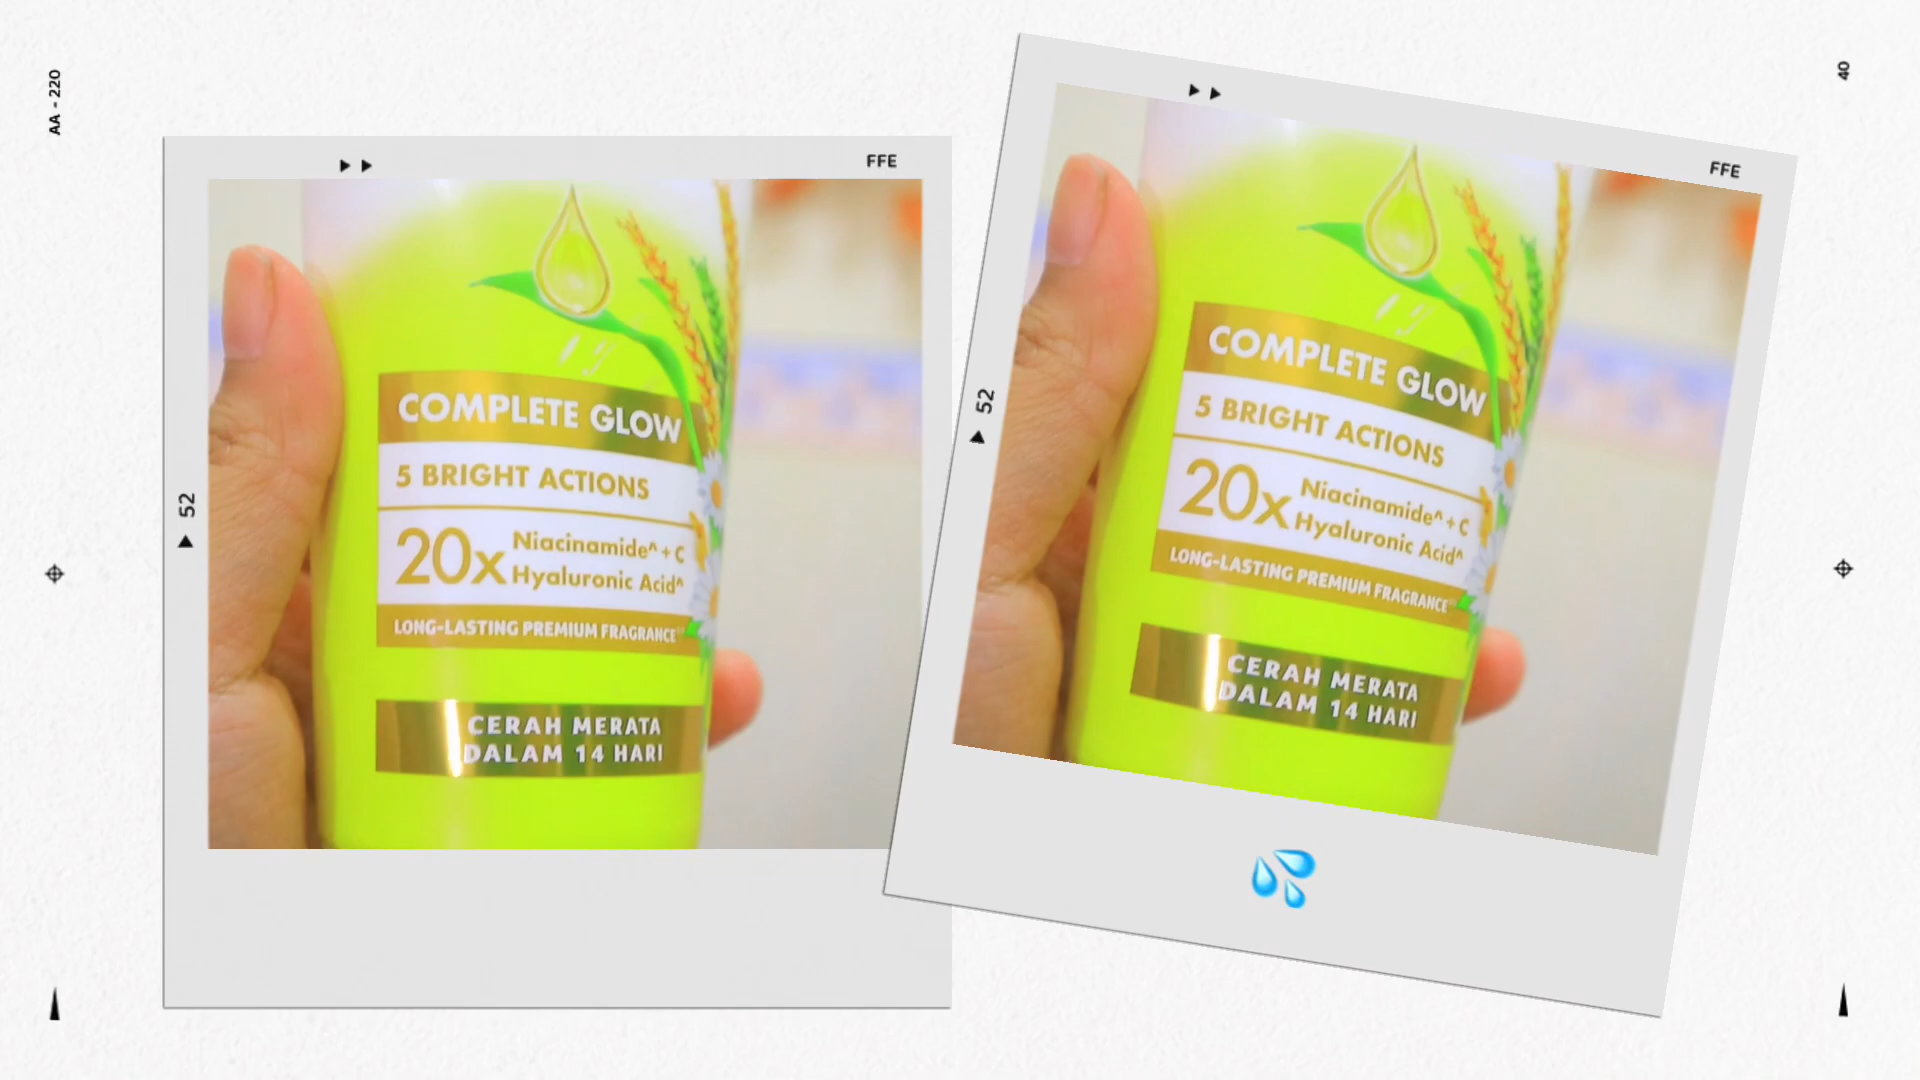 AA - 220
40
FFE
52
COMPLETE GLOW
5 BRIGHT ACTIONS
20x Niacinamide^ + C
Hyaluronic Acid^
LONG-LASTING PREMIUM FRAGRANCE
CERAH MERATA
DALAM 14 HARI
FFE
52
COMPLETE GLOW
5 BRIGHT ACTIONS
20x Niacinamide^ + C
Hyaluronic Acid^
LONG-LASTING PREMIUM FRAGRANCE
CERAH MERATA
DALAM 14 HARI